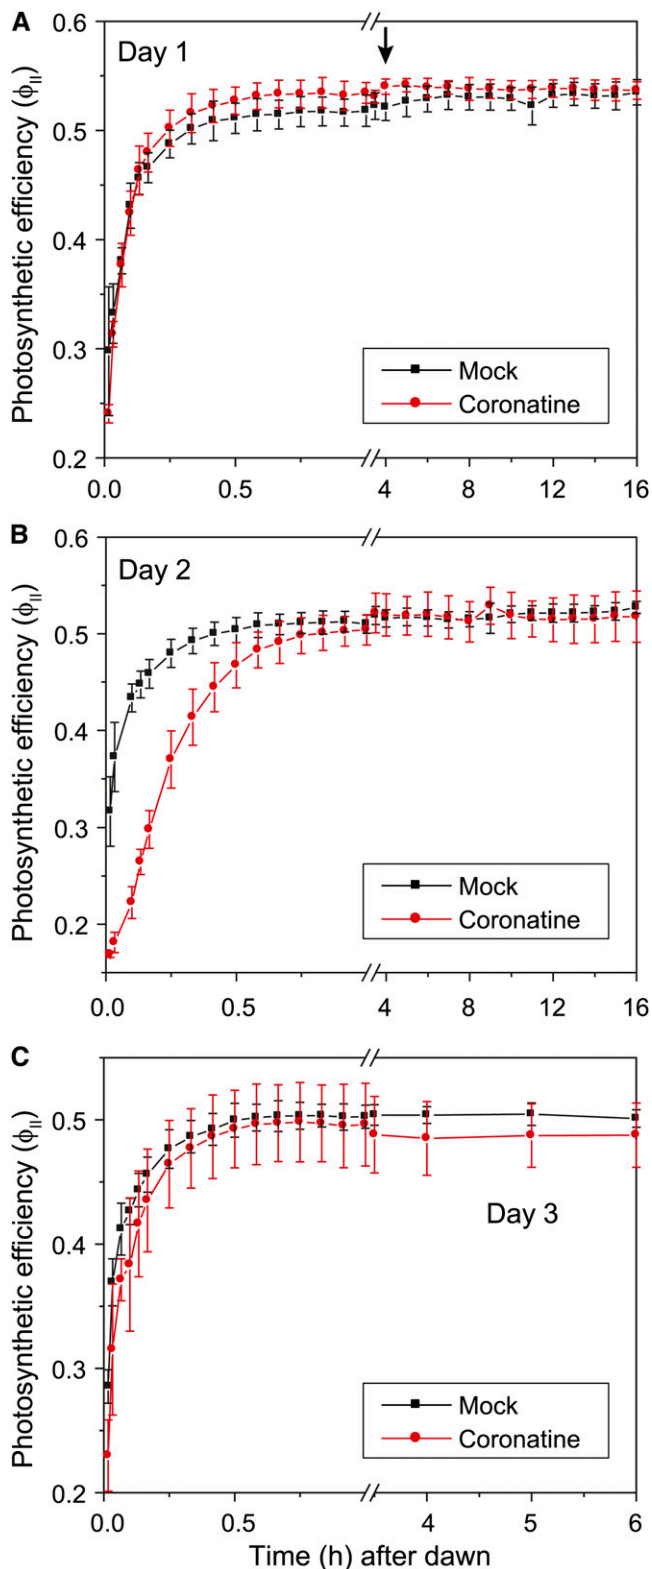 A
Day 1
Photosynthetic efficiency (ϕII)
0.6
0.5
0.4
0.3
0.2
Mock
Coronatine
0.0 0.5 4 8 12 16
B
Day 2
Photosynthetic efficiency (ϕII)
0.6
0.5
0.4
0.3
0.2
Mock
Coronatine
0.0 0.5 4 8 12 16
C
Photosynthetic efficiency (ϕII)
0.5
0.4
0.3
0.2
Day 3
Mock
Coronatine
0.0 0.5 4 5 6
Time (h) after dawn